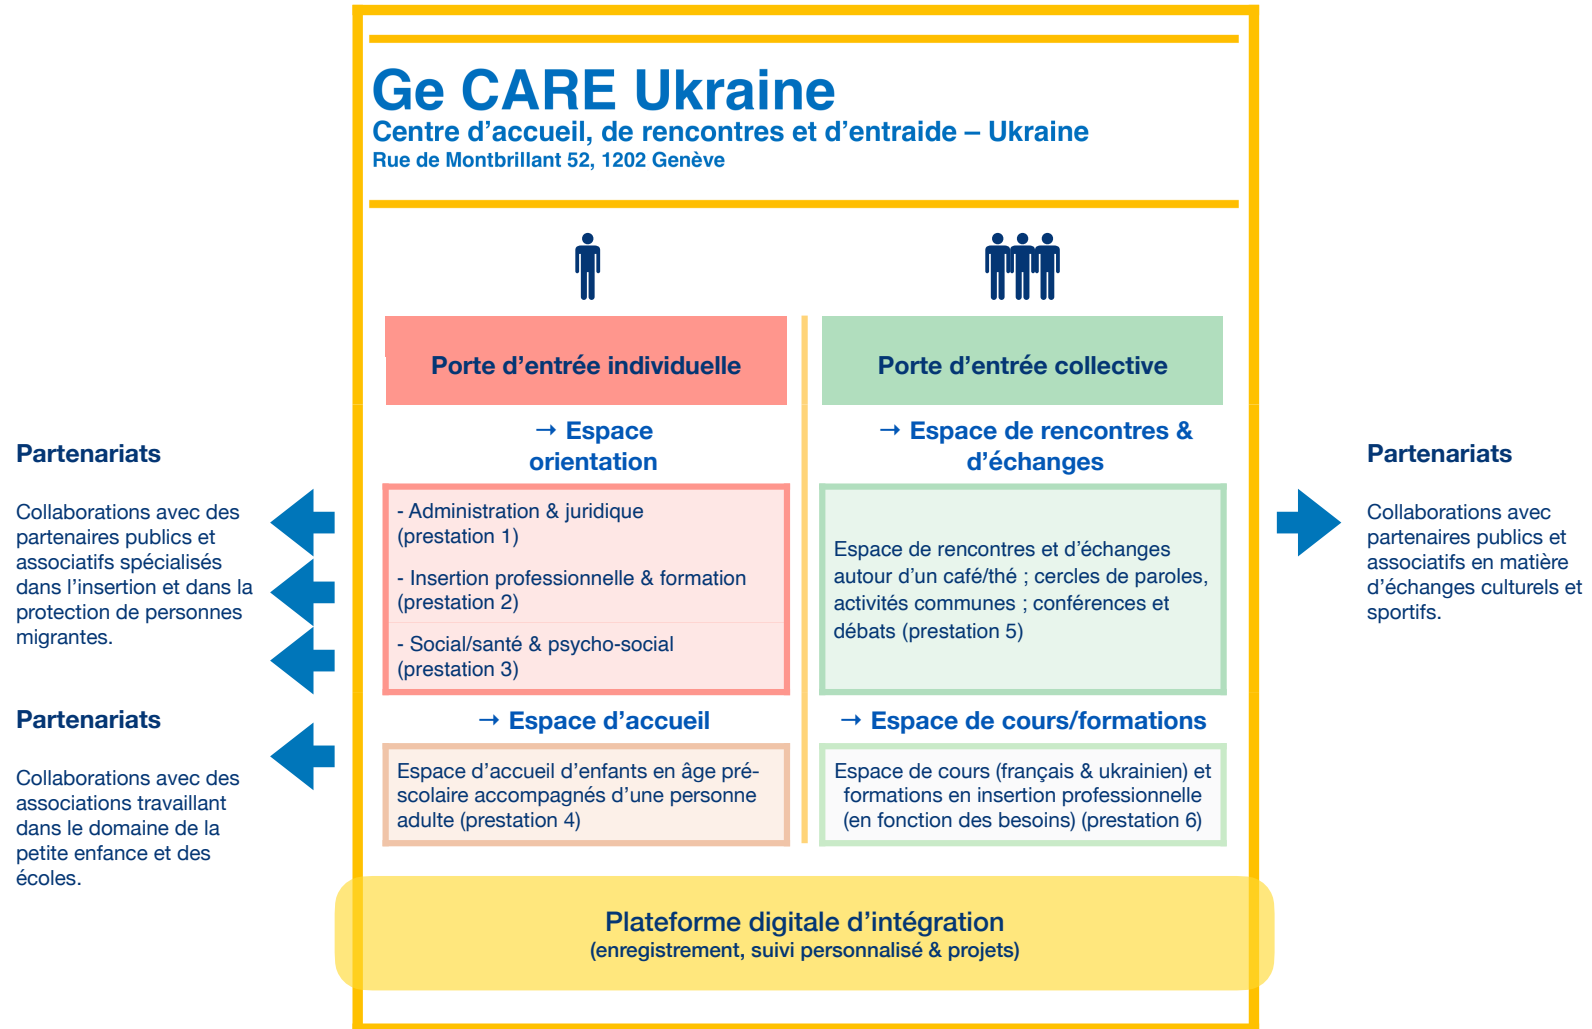 Ge CARE Ukraine
Centre d’accueil, de rencontres et d’entraide – Ukraine
Rue de Montbrillant 52, 1202 Genève
Porte d’entrée individuelle
→ Espace
orientation
- Administration & juridique
(prestation 1)
- Insertion professionnelle & formation
(prestation 2)
- Social/santé & psycho-social
(prestation 3)
→ Espace d’accueil
Espace d’accueil d’enfants en âge pré-
scolaire accompagnés d’une personne
adulte (prestation 4)
Porte d’entrée collective
→ Espace de rencontres &
d’échanges
Espace de rencontres et d’échanges
autour d’un café/thé ; cercles de paroles,
activités communes ; conférences et
débats (prestation 5)
→ Espace de cours/formations
Espace de cours (français & ukrainien) et
formations en insertion professionnelle
(en fonction des besoins) (prestation 6)
Partenariats
Collaborations avec des
partenaires publics et
associatifs spécialisés
dans l’insertion et dans la
protection de personnes
migrantes.
Partenariats
Collaborations avec des
associations travaillant
dans le domaine de la
petite enfance et des
écoles.
Partenariats
Collaborations avec
partenaires publics et
associatifs en matière
d’échanges culturels et
sportifs.
Plateforme digitale d’intégration
(enregistrement, suivi personnalisé & projets)